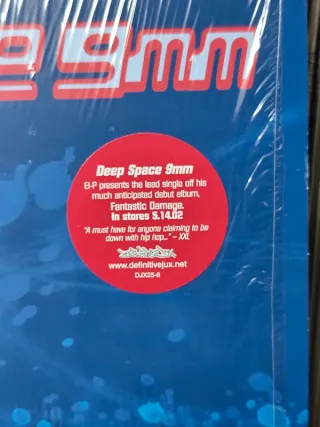 e 9mm
Deep Space 9mm
El-P presents the lead single off his
much anticipated debut album,
Fantastic Damage.
In stores 5.14.02
"A must have for anyone claiming to be
down with hip hop..." – XXL
www.definitivejux.net
DJX25-6